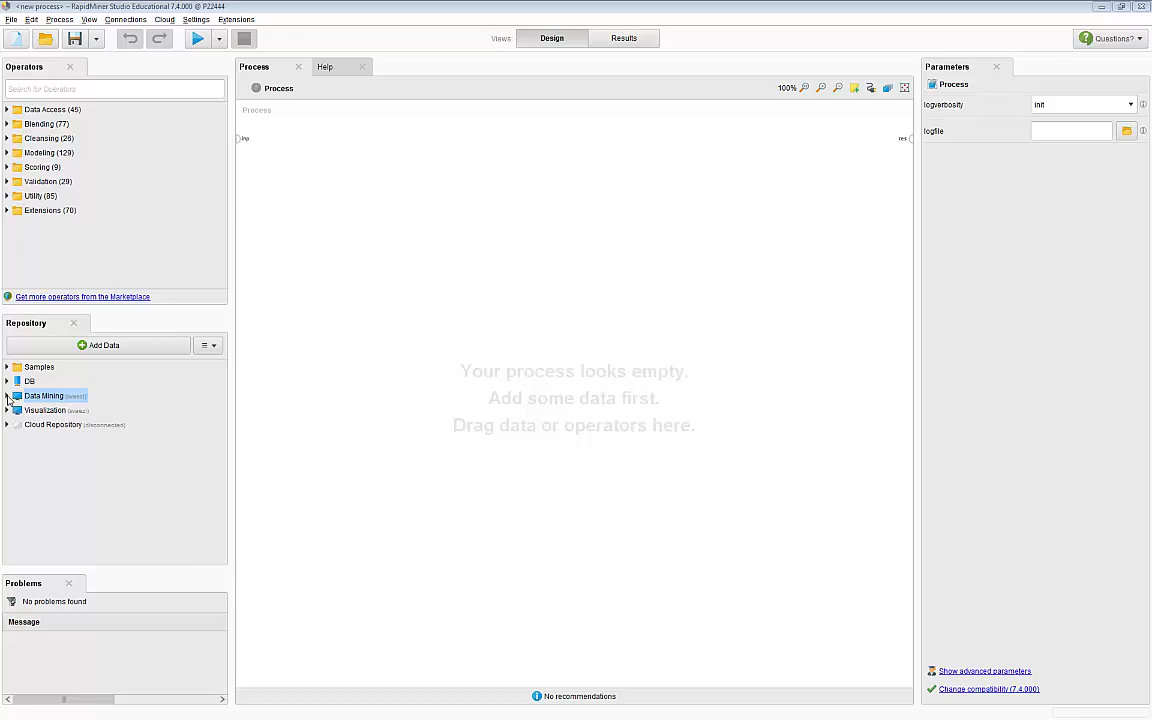 <new process> – RapidMiner Studio Educational 7.4.000 @ P22444
File Edit Process View Connections Cloud Settings Extensions
Views: Design Results Questions?
Operators
Search for Operators
Data Access (45)
Blending (77)
Cleansing (26)
Modeling (129)
Scoring (9)
Validation (29)
Utility (85)
Extensions (70)
Get more operators from the Marketplace
Repository
Add Data
Samples
DB
Data Mining
Visualization
Cloud Repository (disconnected)
Problems
No problems found
Message
Process Help
Process 100%
Process
inp res
Your process looks empty.
Add some data first.
Drag data or operators here.
No recommendations
Parameters
Process
logverbosity init
logfile
Show advanced parameters
Change compatibility (7.4.000)